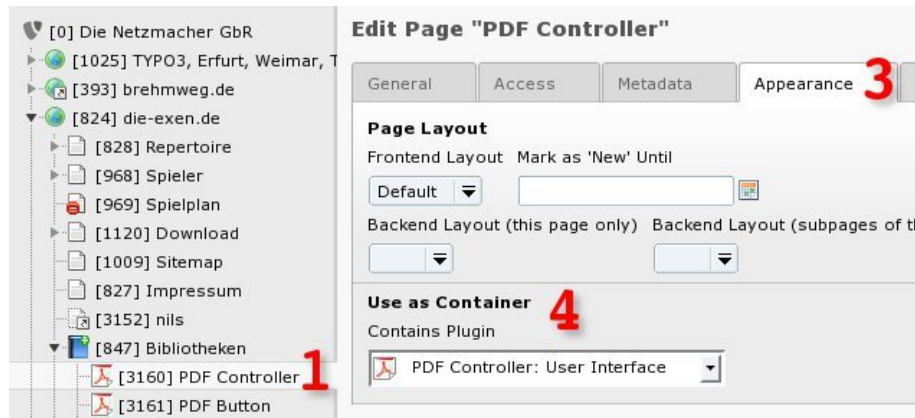 [0] Die Netzmacher GbR
[1025] TYPO3, Erfurt, Weimar, T
[393] brehmweg.de
[824] die-exen.de
[828] Repertoire
[968] Spieler
[969] Spielplan
[1120] Download
[1009] Sitemap
[827] Impressum
[3152] nils
[847] Bibliotheken
[3160] PDF Controller 1
[3161] PDF Button
Edit Page "PDF Controller"
General Access Metadata Appearance 3
Page Layout
Frontend Layout Mark as 'New' Until
Default
Backend Layout (this page only) Backend Layout (subpages of th
Use as Container 4
Contains Plugin
PDF Controller: User Interface